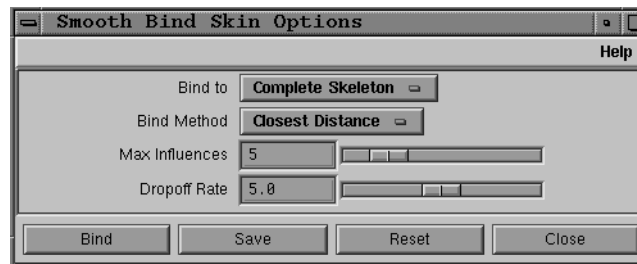 Smooth Bind Skin Options
Help
Bind to Complete Skeleton
Bind Method Closest Distance
Max Influences 5
Dropoff Rate 5.0
Bind Save Reset Close